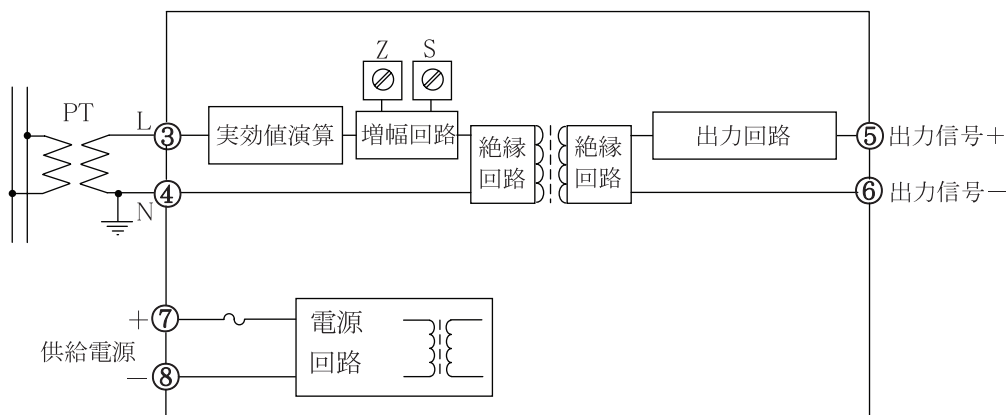 Z
S
PT
L
③
実効値演算
増幅回路
絶縁
回路
絶縁
回路
出力回路
⑤
出力信号+
④
N
⑥
出力信号−
+
⑦
供給電源
−
⑧
電源
回路